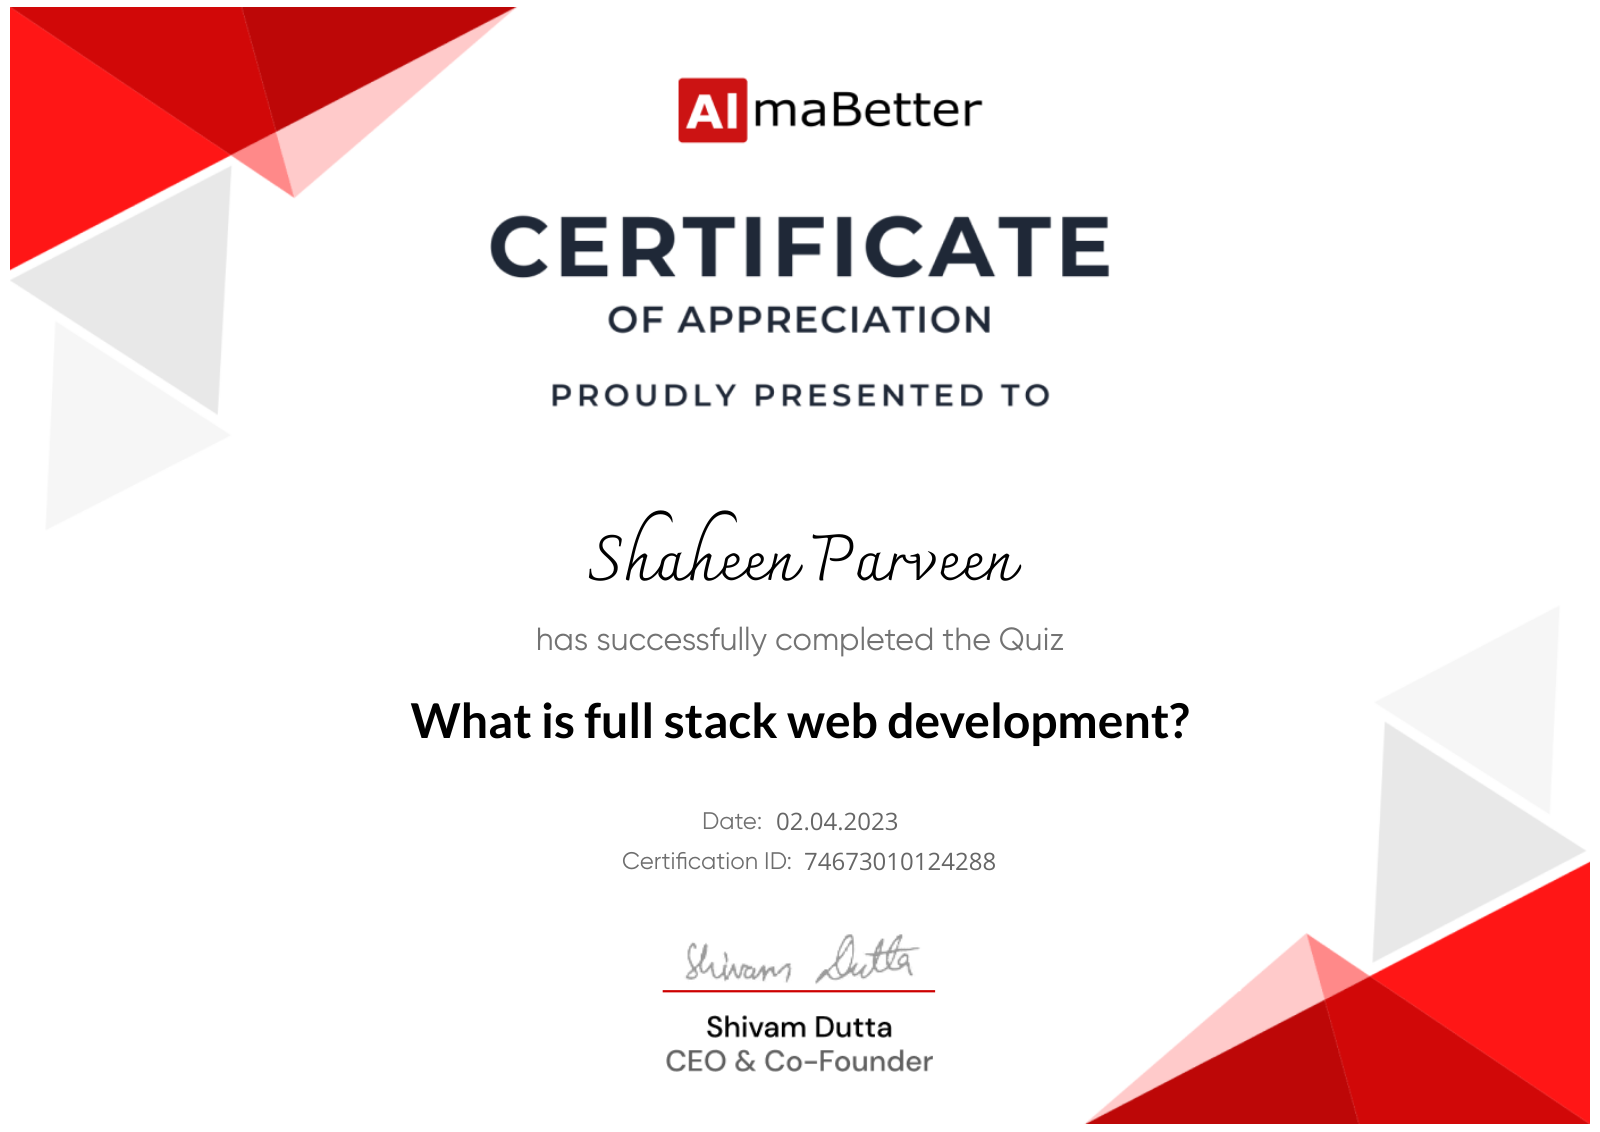 AlmaBetter
CERTIFICATE
OF APPRECIATION
PROUDLY PRESENTED TO
Shaheen Parveen
has successfully completed the Quiz
What is full stack web development?
Date: 02.04.2023
Certification ID: 74673010124288
Shivam Dutta
Shivam Dutta
CEO & Co-Founder